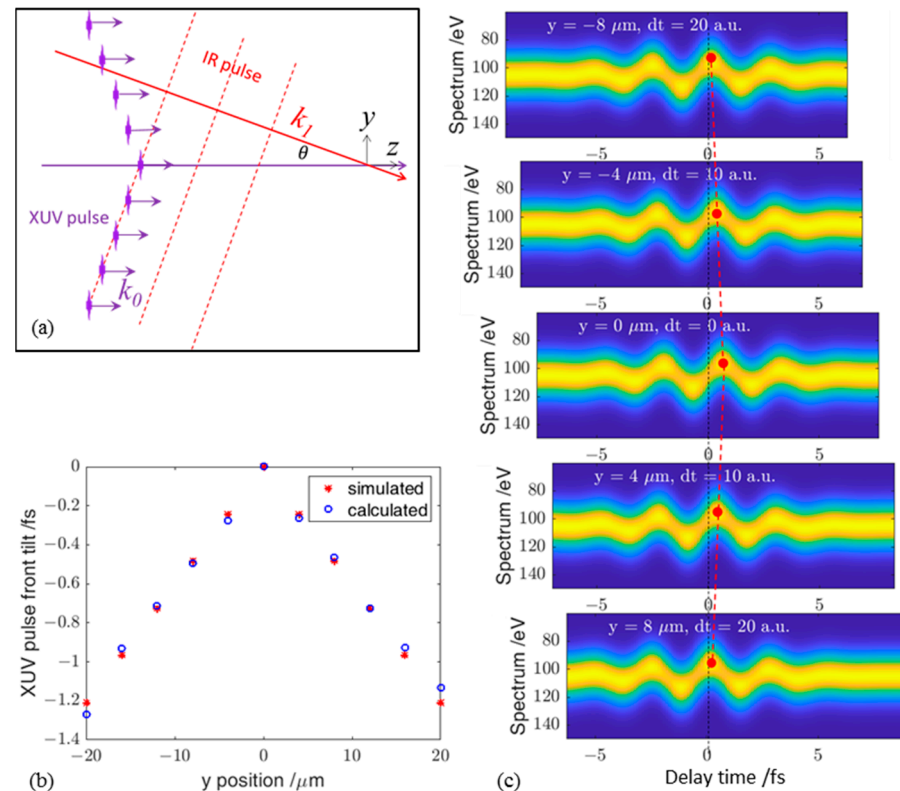 IR pulse
k1
θ
y
z
XUV pulse
k0
(a)
XUV pulse front tilt /fs
0
−0.2
−0.4
−0.6
−0.8
−1
−1.2
−1.4
simulated
calculated
−20
−10
0
10
20
y position /μm
(b)
y = −8 μm, dt = 20 a.u.
Spectrum /eV
80
100
120
140
−5
0
5
y = −4 μm, dt = 10 a.u.
Spectrum /eV
80
100
120
140
−5
0
5
y = 0 μm, dt = 0 a.u.
Spectrum /eV
80
100
120
140
−5
0
5
y = 4 μm, dt = 10 a.u.
Spectrum /eV
80
100
120
140
−5
0
5
y = 8 μm, dt = 20 a.u.
Spectrum /eV
80
100
120
140
−5
0
5
(c)
Delay time /fs